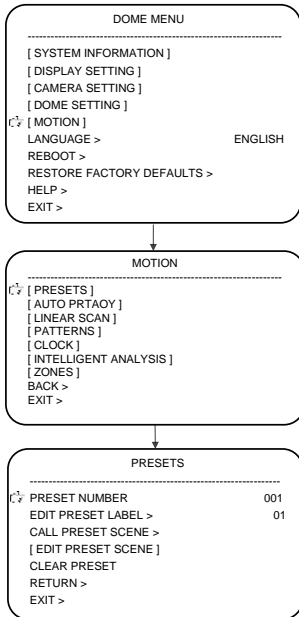 DOME MENU
[ SYSTEM INFORMATION ]
[ DISPLAY SETTING ]
[ CAMERA SETTING ]
[ DOME SETTING ]
[ MOTION ]
LANGUAGE > ENGLISH
REBOOT >
RESTORE FACTORY DEFAULTS >
HELP >
EXIT >
MOTION
[ PRESETS ]
[ AUTO PRTAOY ]
[ LINEAR SCAN ]
[ PATTERNS ]
[ CLOCK ]
[ INTELLIGENT ANALYSIS ]
[ ZONES ]
BACK >
EXIT >
PRESETS
PRESET NUMBER 001
EDIT PRESET LABEL > 01
CALL PRESET SCENE >
[ EDIT PRESET SCENE ]
CLEAR PRESET
RETURN >
EXIT >